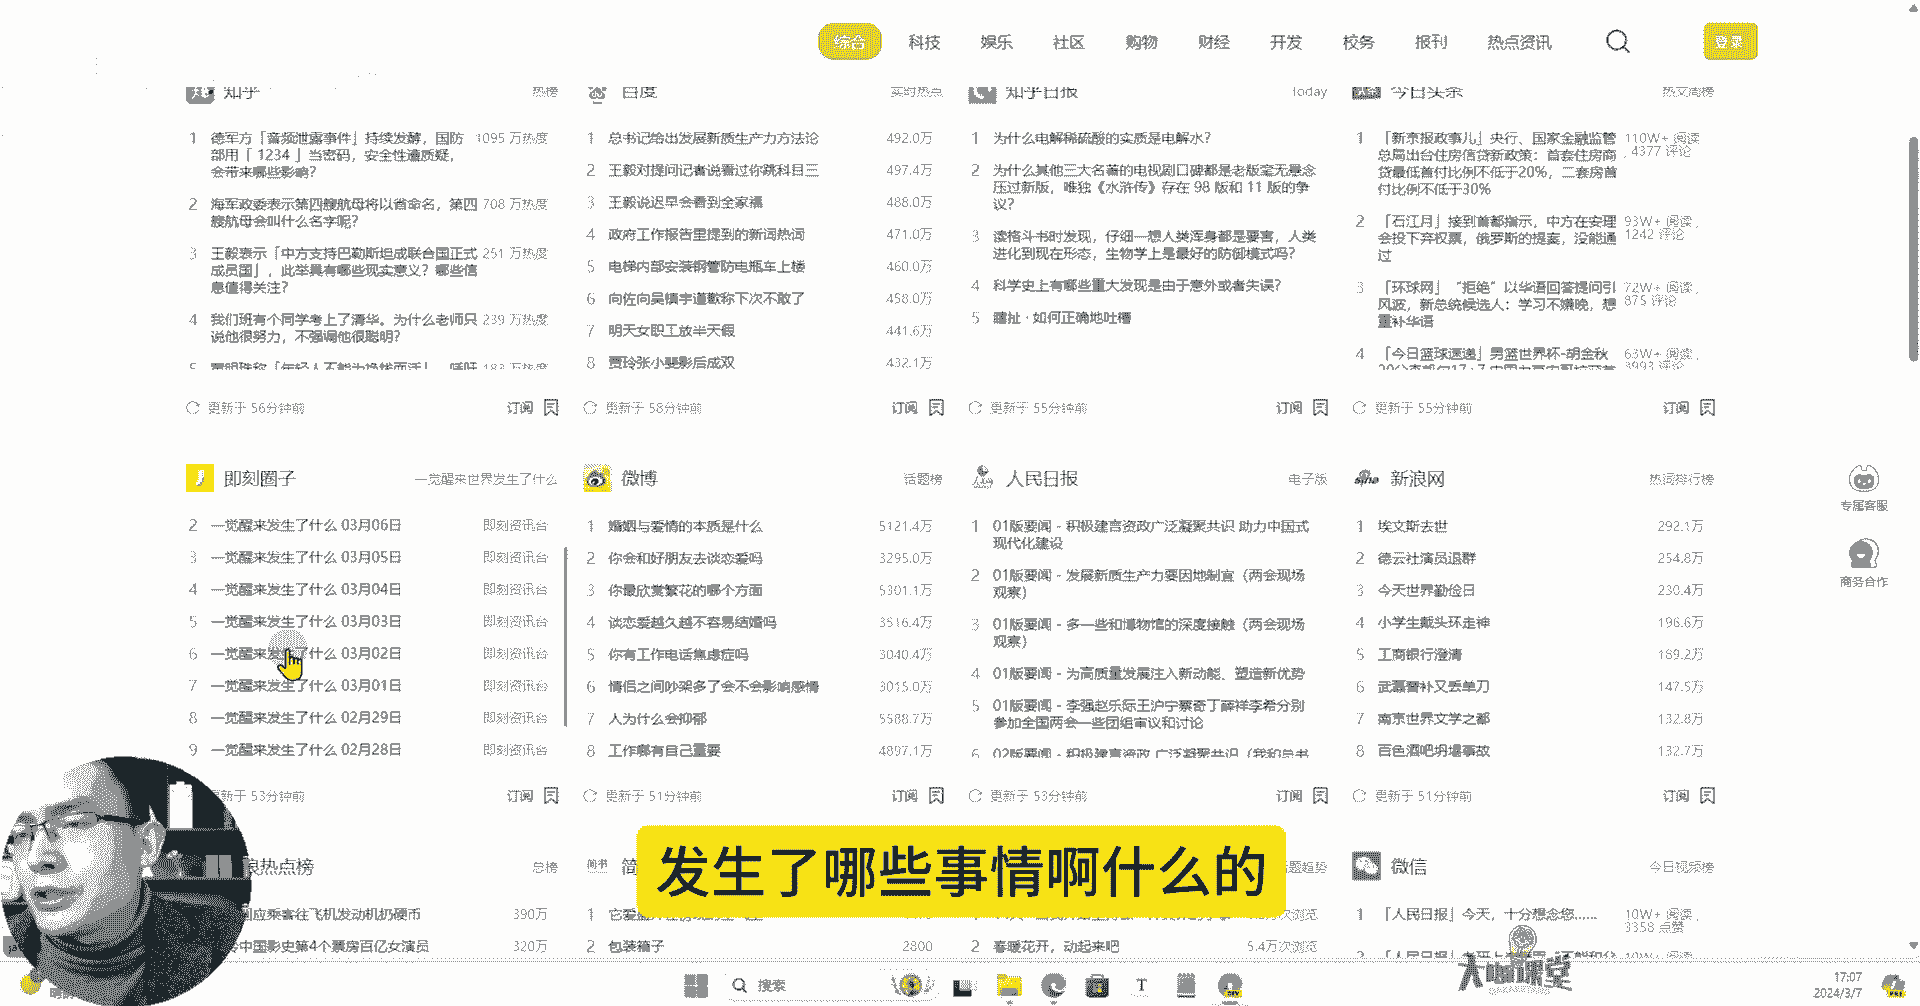 综合 科技 娱乐 社区 购物 财经 开发 校务 报刊 热点资讯 登录
知乎 热榜
1 德军方「音频泄露事件」持续发酵，国防 1095 万热度
部用「 1234 」当密码，安全性遭质疑，
会带来哪些影响？
2 海军政委表示第四艘航母将以省命名，第四 708 万热度
艘航母会叫什么名字呢？
3 王毅表示「中方支持巴勒斯坦成联合国正式 251 万热度
成员国」，此举具有哪些现实意义？哪些信
息值得关注？
4 我们班有个同学考上了清华。为什么老师只 239 万热度
说他很努力，不强调他很聪明？
更新于 56分钟前 订阅
百度 实时热点
1 总书记给出发展新质生产力方法论 492.0万
2 王毅对提问记者说看过你跳科目三 497.4万
3 王毅说迟早会看到全家福 488.0万
4 政府工作报告里提到的新词热词 471.0万
5 电梯内部安装钢管防电瓶车上楼 460.0万
6 向佐向吴镇宇道歉称下次不敢了 458.0万
7 明天女职工放半天假 441.6万
8 贾玲张小斐影后成双 432.1万
更新于 58分钟前 订阅
知乎日报 Today
1 为什么电解稀硫酸的实质是电解水？
2 为什么其他三大名著的电视剧口碑都是老版毫无悬念
压过新版，唯独《水浒传》存在 98 版和 11 版的争
议？
3 读格斗书时发现，仔细一想人类浑身都是要害，人类
进化到现在形态，生物学上是最好的防御模式吗？
4 科学史上有哪些重大发现是由于意外或者失误？
5 瞎扯 · 如何正确地吐槽
更新于 55分钟前 订阅
今日头条 热文周榜
1 「新京报政事儿」央行、国家金融监管 110W+ 阅读
总局出台住房信贷新政策：首套住房商 , 4377 评论
贷最低首付比例不低于20%，二套房首
付比例不低于30%
2 「石江月」接到首都指示，中方在安理 93W+ 阅读 ,
会投下弃权票，俄罗斯的提案，没能通 1242 评论
过
3 「环球网」“拒绝”以华语回答提问引 72W+ 阅读 ,
风波，新总统候选人：学习不嫌晚，想 875 评论
重补华语
4 「今日篮球速递」男篮世界杯-胡金秋 63W+ 阅读 ,
3993 评论
更新于 55分钟前 订阅
即刻圈子 一觉醒来世界发生了什么
2 一觉醒来发生了什么 03月06日 即刻资讯台
3 一觉醒来发生了什么 03月05日 即刻资讯台
4 一觉醒来发生了什么 03月04日 即刻资讯台
5 一觉醒来发生了什么 03月03日 即刻资讯台
6 一觉醒来发生了什么 03月02日 即刻资讯台
7 一觉醒来发生了什么 03月01日 即刻资讯台
8 一觉醒来发生了什么 02月29日 即刻资讯台
9 一觉醒来发生了什么 02月28日 即刻资讯台
更新于 53分钟前 订阅
微博 话题榜
1 婚姻与爱情的本质是什么 5121.4万
2 你会和好朋友去谈恋爱吗 3295.0万
3 你最欣赏繁花的哪个方面 5301.1万
4 谈恋爱越久越不容易结婚吗 3516.4万
5 你有工作电话焦虑症吗 3040.4万
6 情侣之间吵架多了会不会影响感情 3015.0万
7 人为什么会抑郁 5588.7万
8 工作哪有自己重要 4897.1万
更新于 51分钟前 订阅
人民日报 电子版
1 01版要闻 - 积极建言资政广泛凝聚共识 助力中国式
现代化建设
2 01版要闻 - 发展新质生产力要因地制宜（两会现场
观察）
3 01版要闻 - 多一些和博物馆的深度接触（两会现场
观察）
4 01版要闻 - 为高质量发展注入新动能、塑造新优势
5 01版要闻 - 李强赵乐际王沪宁蔡奇丁薛祥李希分别
参加全国两会一些团组审议和讨论
6 02版要闻 - 积极建言资政 广泛凝聚共识（我和总书
更新于 53分钟前 订阅
新浪网 热词排行榜
1 埃文斯去世 292.1万
2 德云社演员退群 254.8万
3 今天世界勤俭日 230.4万
4 小学生戴头环走神 196.6万
5 工商银行澄清 189.2万
6 武磊替补又丢单刀 147.5万
7 南京世界文学之都 132.8万
8 百色酒吧坍塌事故 132.7万
更新于 51分钟前 订阅
专属客服
商务合作
浪热点榜 总榜
回应乘客往飞机发动机扔硬币 390万
中国影史第4个票房百亿女演员 320万
简
2 包装箱子 2800
题趋势
2 春暖花开，动起来吧 5.4万次浏览
微信 今日视频榜
1 「人民日报」今天，十分想念您…… 10W+ 阅读 ,
3358 点赞
发生了哪些事情啊什么的
大咖课堂
搜索
17:07
2024/3/7